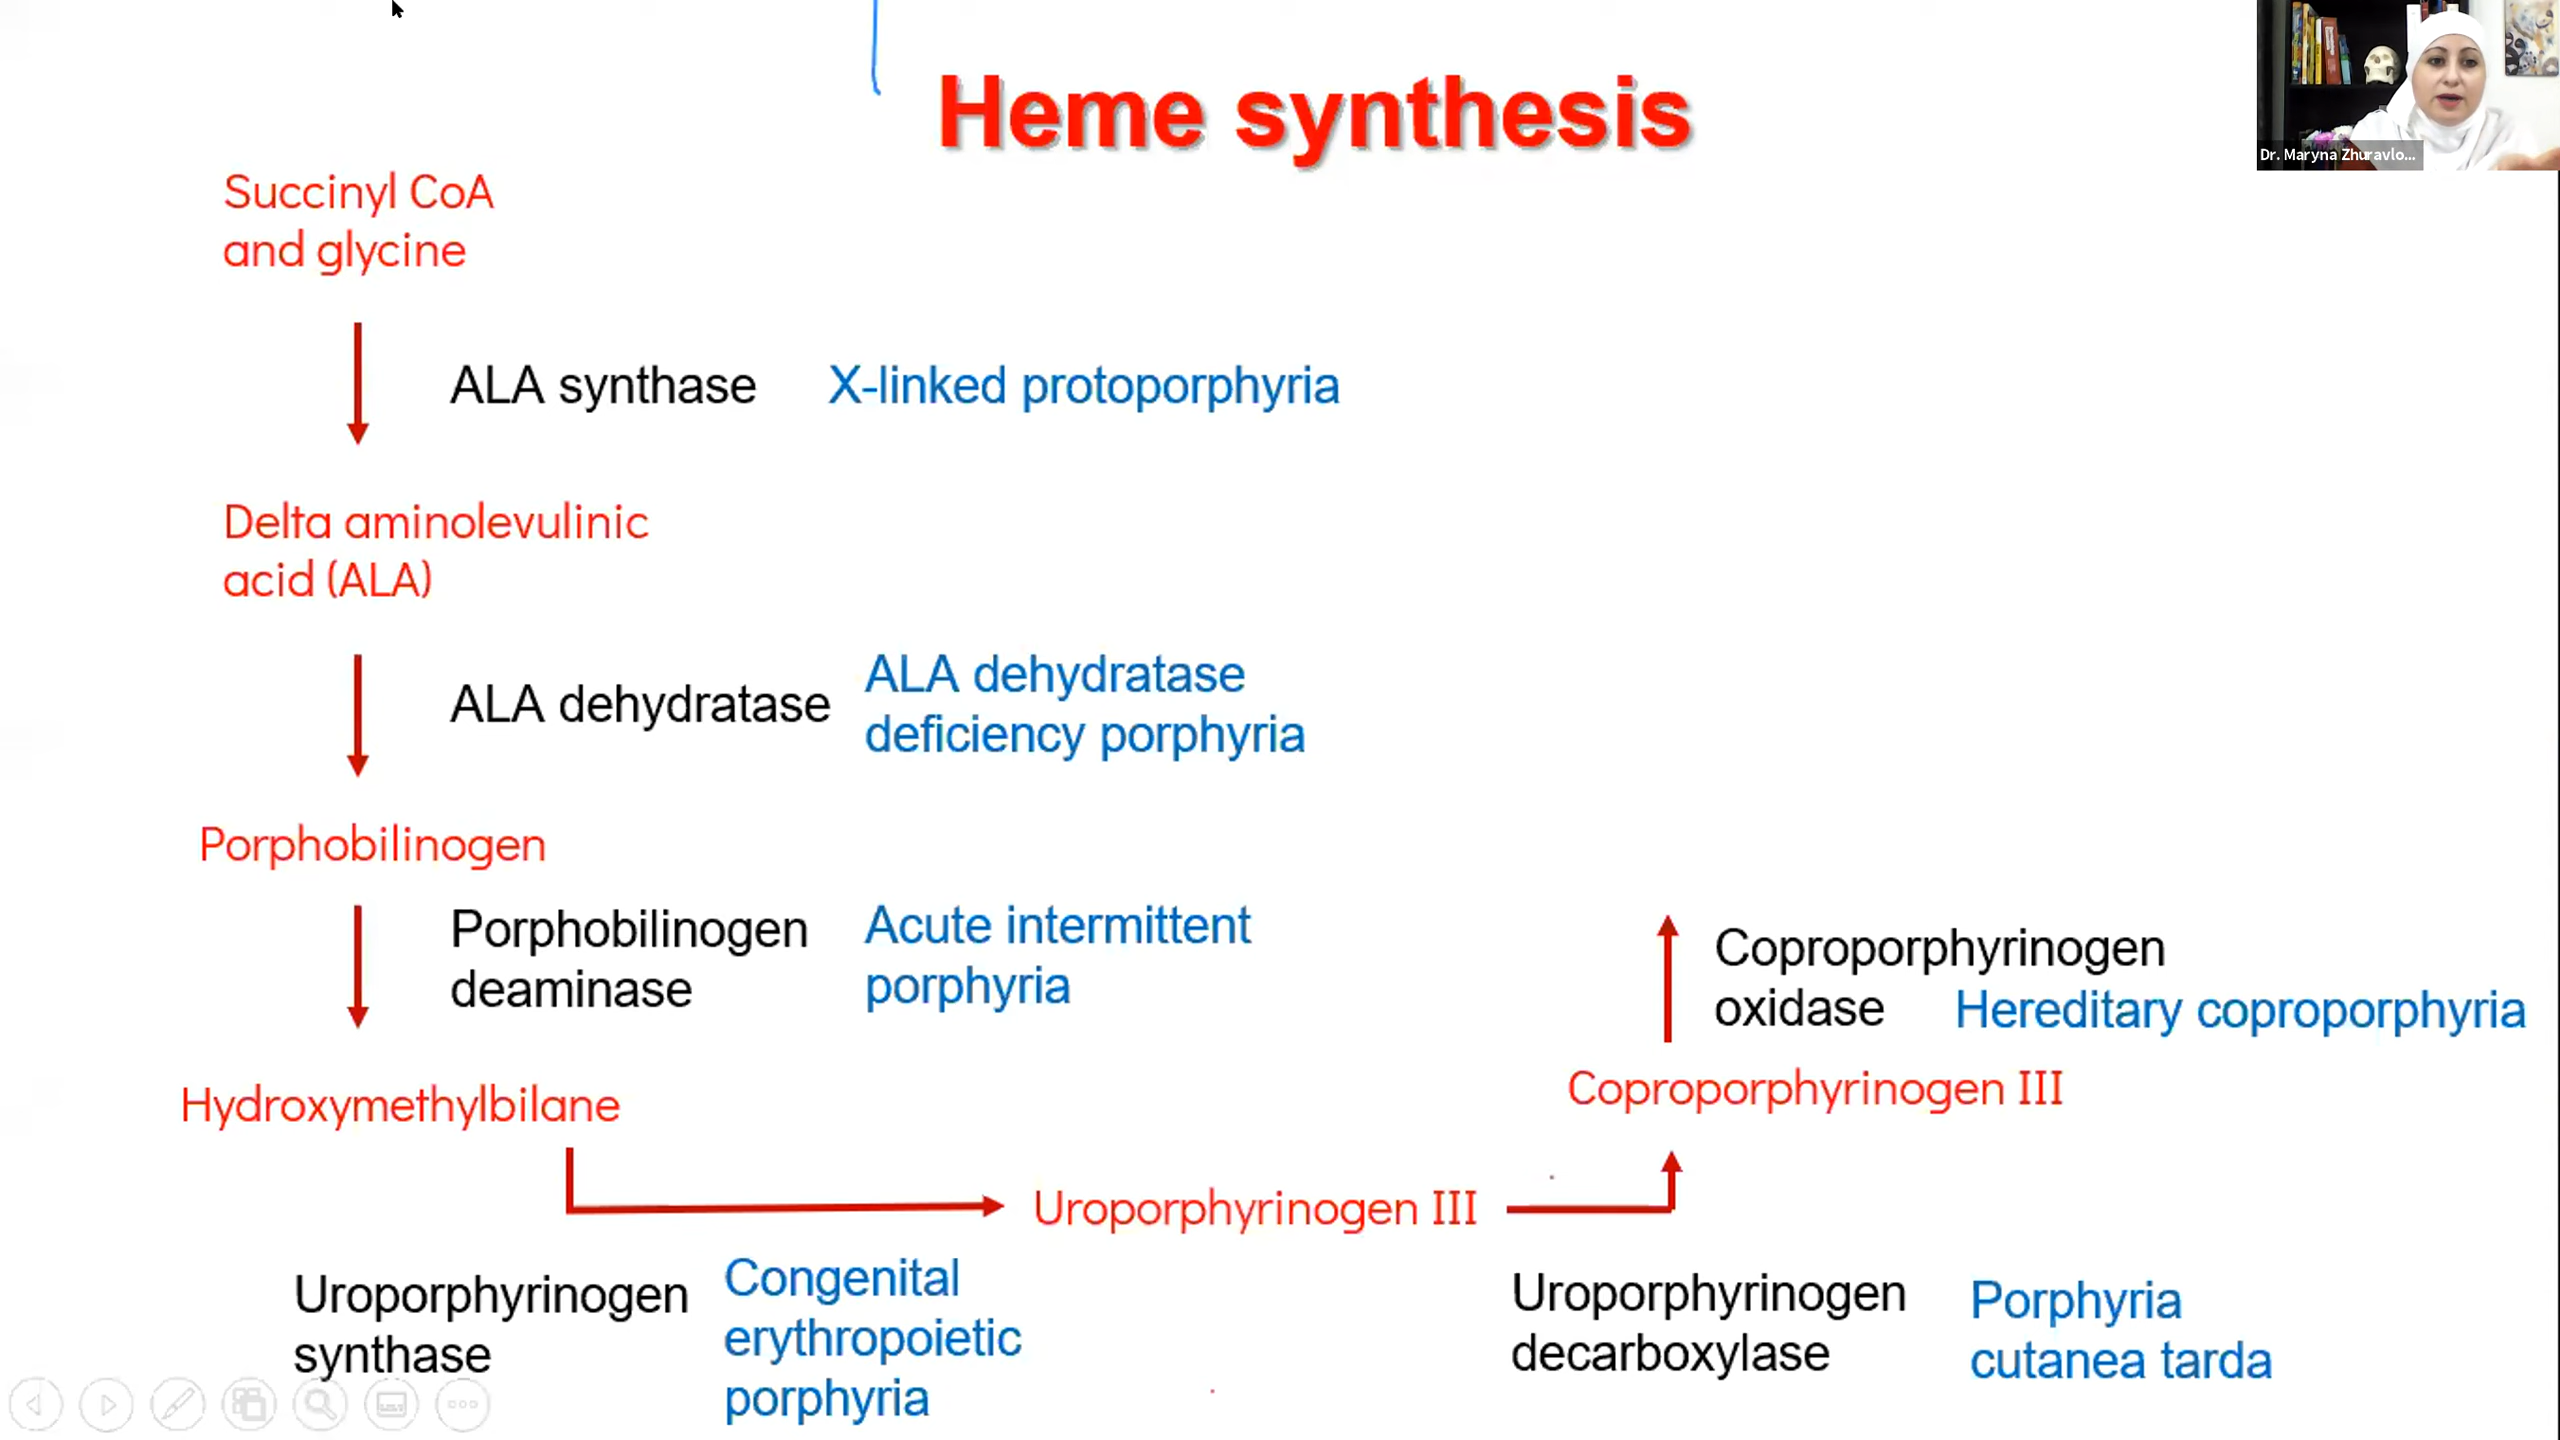 Heme synthesis
Dr. Maryna Zhuravlo...
Succinyl CoA
and glycine
ALA synthase
X-linked protoporphyria
Delta aminolevulinic
acid (ALA)
ALA dehydratase
ALA dehydratase
deficiency porphyria
Porphobilinogen
Porphobilinogen
deaminase
Acute intermittent
porphyria
Hydroxymethylbilane
Uroporphyrinogen
synthase
Congenital
erythropoietic
porphyria
Uroporphyrinogen III
Uroporphyrinogen
decarboxylase
Porphyria
cutanea tarda
Coproporphyrinogen III
Coproporphyrinogen
oxidase
Hereditary coproporphyria